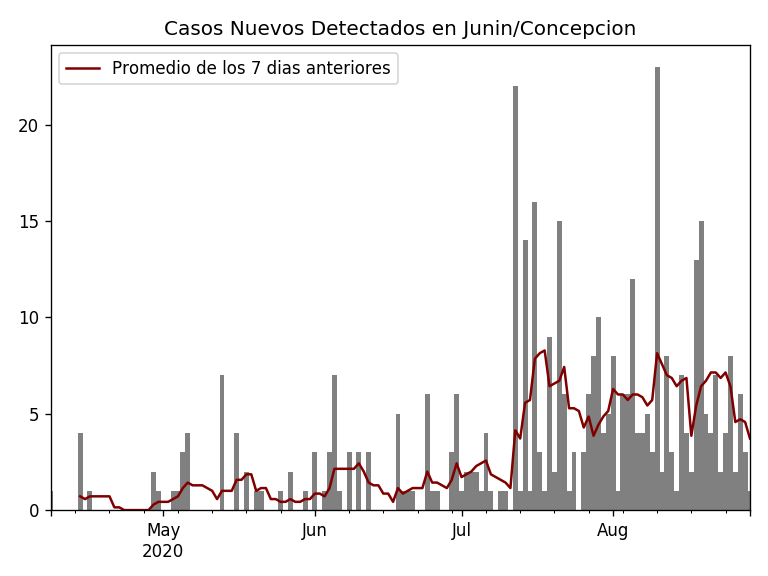 Casos Nuevos Detectados en Junin/Concepcion
Promedio de los 7 dias anteriores
20
15
10
5
0
May
2020
Jun
Jul
Aug